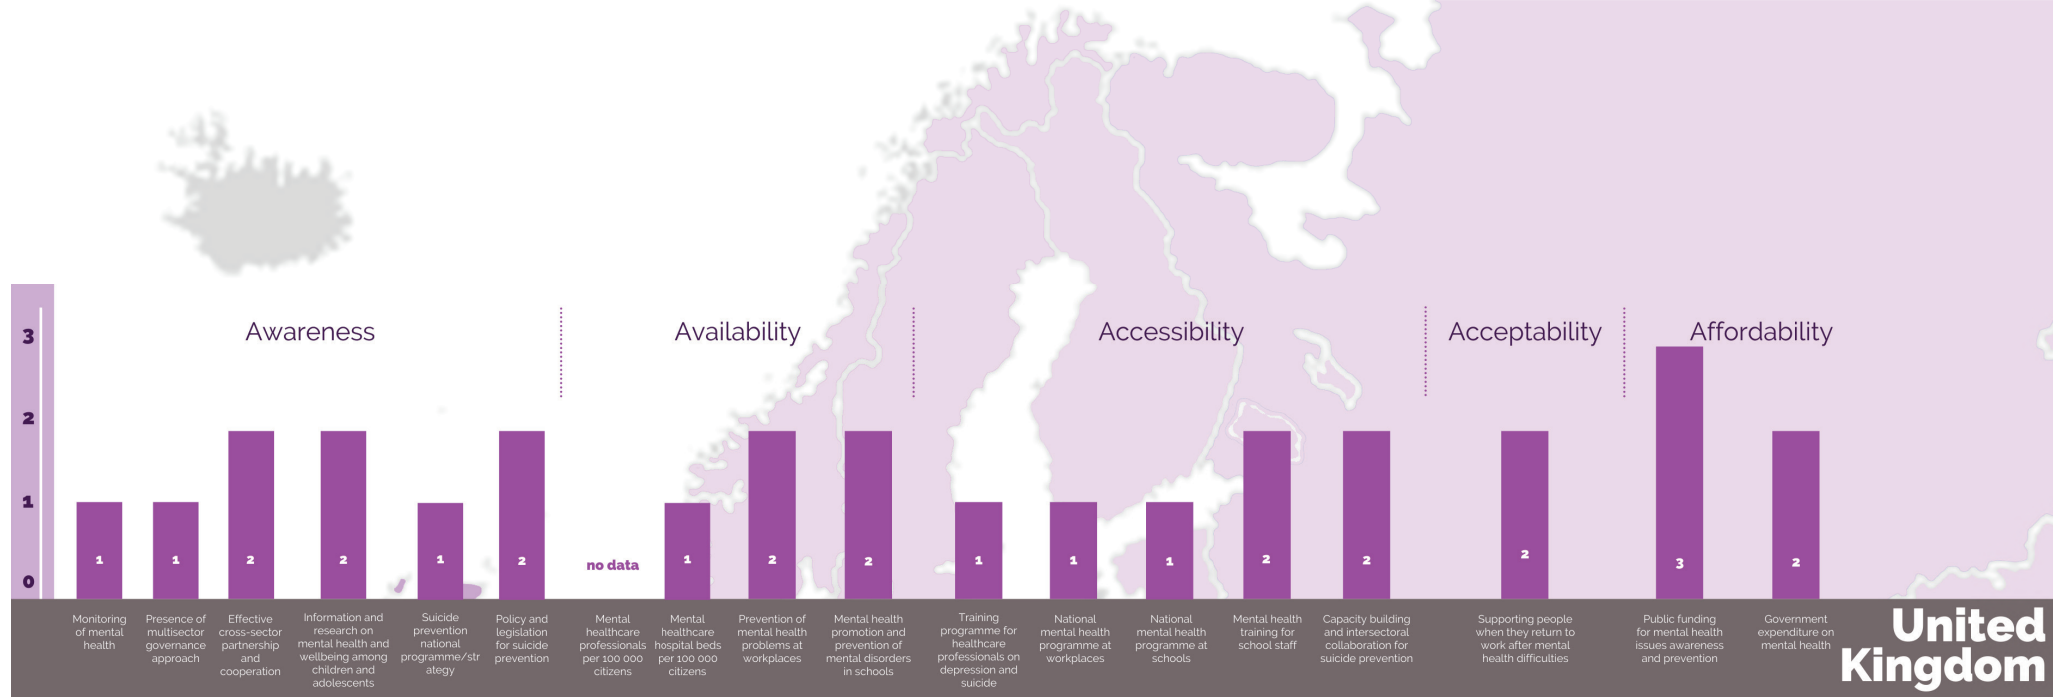 3
2
1
0
Awareness
Availability
Accessibility
Acceptability
Affordability
1
1
2
2
1
2
no data
1
2
2
1
1
1
2
2
2
3
2
Monitoring
of mental
health
Presence of
multisector
governance
approach
Effective
cross-sector
partnership
and
cooperation
Information and
research on
mental health and
wellbeing among
children and
adolescents
Suicide
prevention
national
programme/str
ategy
Policy and
legislation
for suicide
prevention
Mental
healthcare
professionals
per 100 000
citizens
Mental
healthcare
hospital beds
per 100 000
citizens
Prevention of
mental health
problems at
workplaces
Mental health
promotion and
prevention of
mental disorders
in schools
Training
programme for
healthcare
professionals on
depression and
suicide
National
mental health
programme at
workplaces
National
mental health
programme at
schools
Mental health
training for
school staff
Capacity building
and intersectoral
collaboration for
suicide prevention
Supporting people
when they return to
work after mental
health difficulties
Public funding
for mental health
issues awareness
and prevention
Government
expenditure on
mental health
United
Kingdom